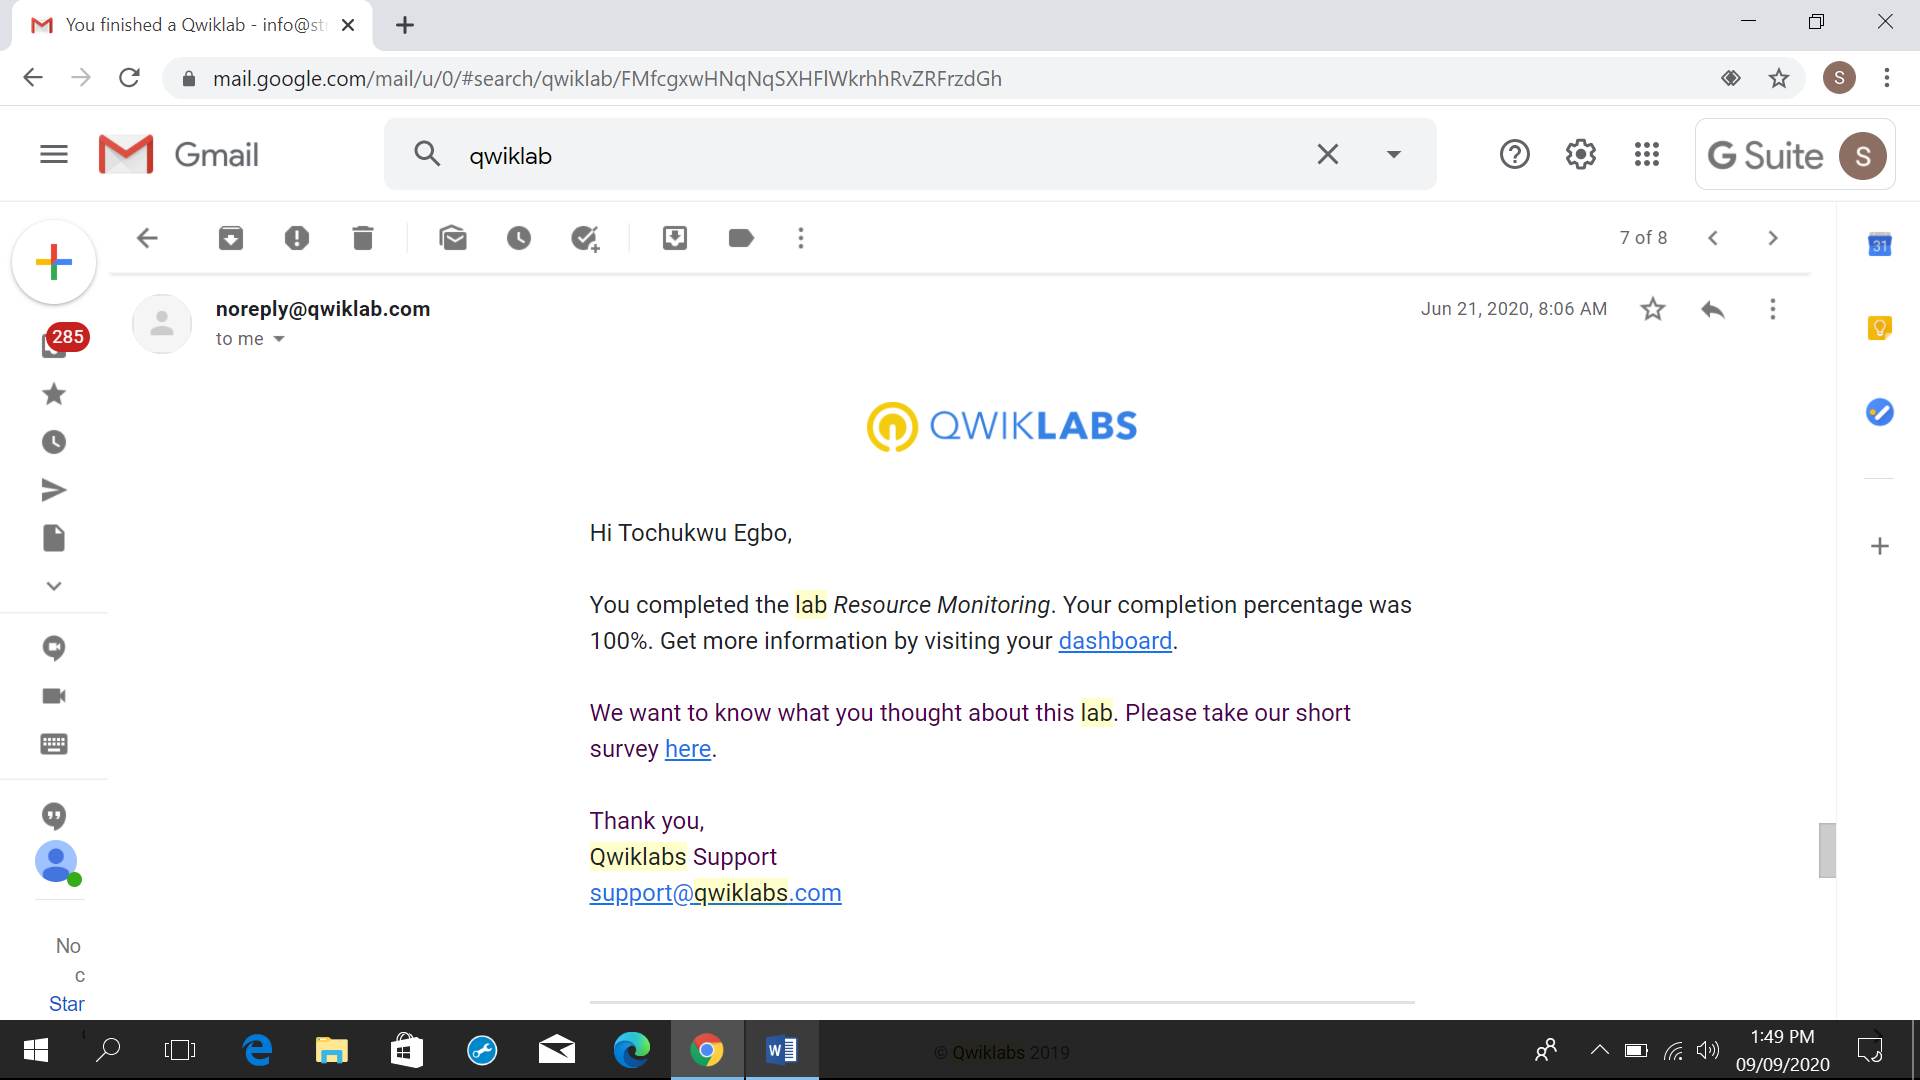 You finished a Qwiklab - info@st
mail.google.com/mail/u/0/#search/qwiklab/FMfcgxwHNqNqSXHFlWkrhhRvZRFrzdGh
S
Gmail
qwiklab
G Suite
S
7 of 8
31
noreply@qwiklab.com
Jun 21, 2020, 8:06 AM
to me
285
QWIKLABS
Hi Tochukwu Egbo,
You completed the lab Resource Monitoring. Your completion percentage was
100%. Get more information by visiting your dashboard.
We want to know what you thought about this lab. Please take our short
survey here.
Thank you,
Qwiklabs Support
support@qwiklabs.com
No
c
Star
© Qwiklabs 2019
W
1:49 PM
09/09/2020